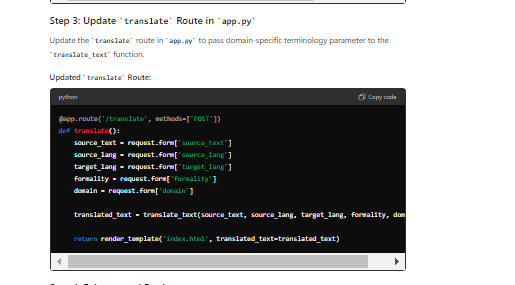 Step 3: Update `translate` Route in `app.py`
Update the `translate` route in `app.py` to pass domain-specific terminology parameter to the
`translate_text` function.
Updated `translate` Route:
python
Copy code
@app.route('/translate', methods=['POST'])
def translate():
    source_text = request.form['source_text']
    source_lang = request.form['source_lang']
    target_lang = request.form['target_lang']
    formality = request.form['formality']
    domain = request.form['domain']
    translated_text = translate_text(source_text, source_lang, target_lang, formality, dom
    return render_template('index.html', translated_text=translated_text)